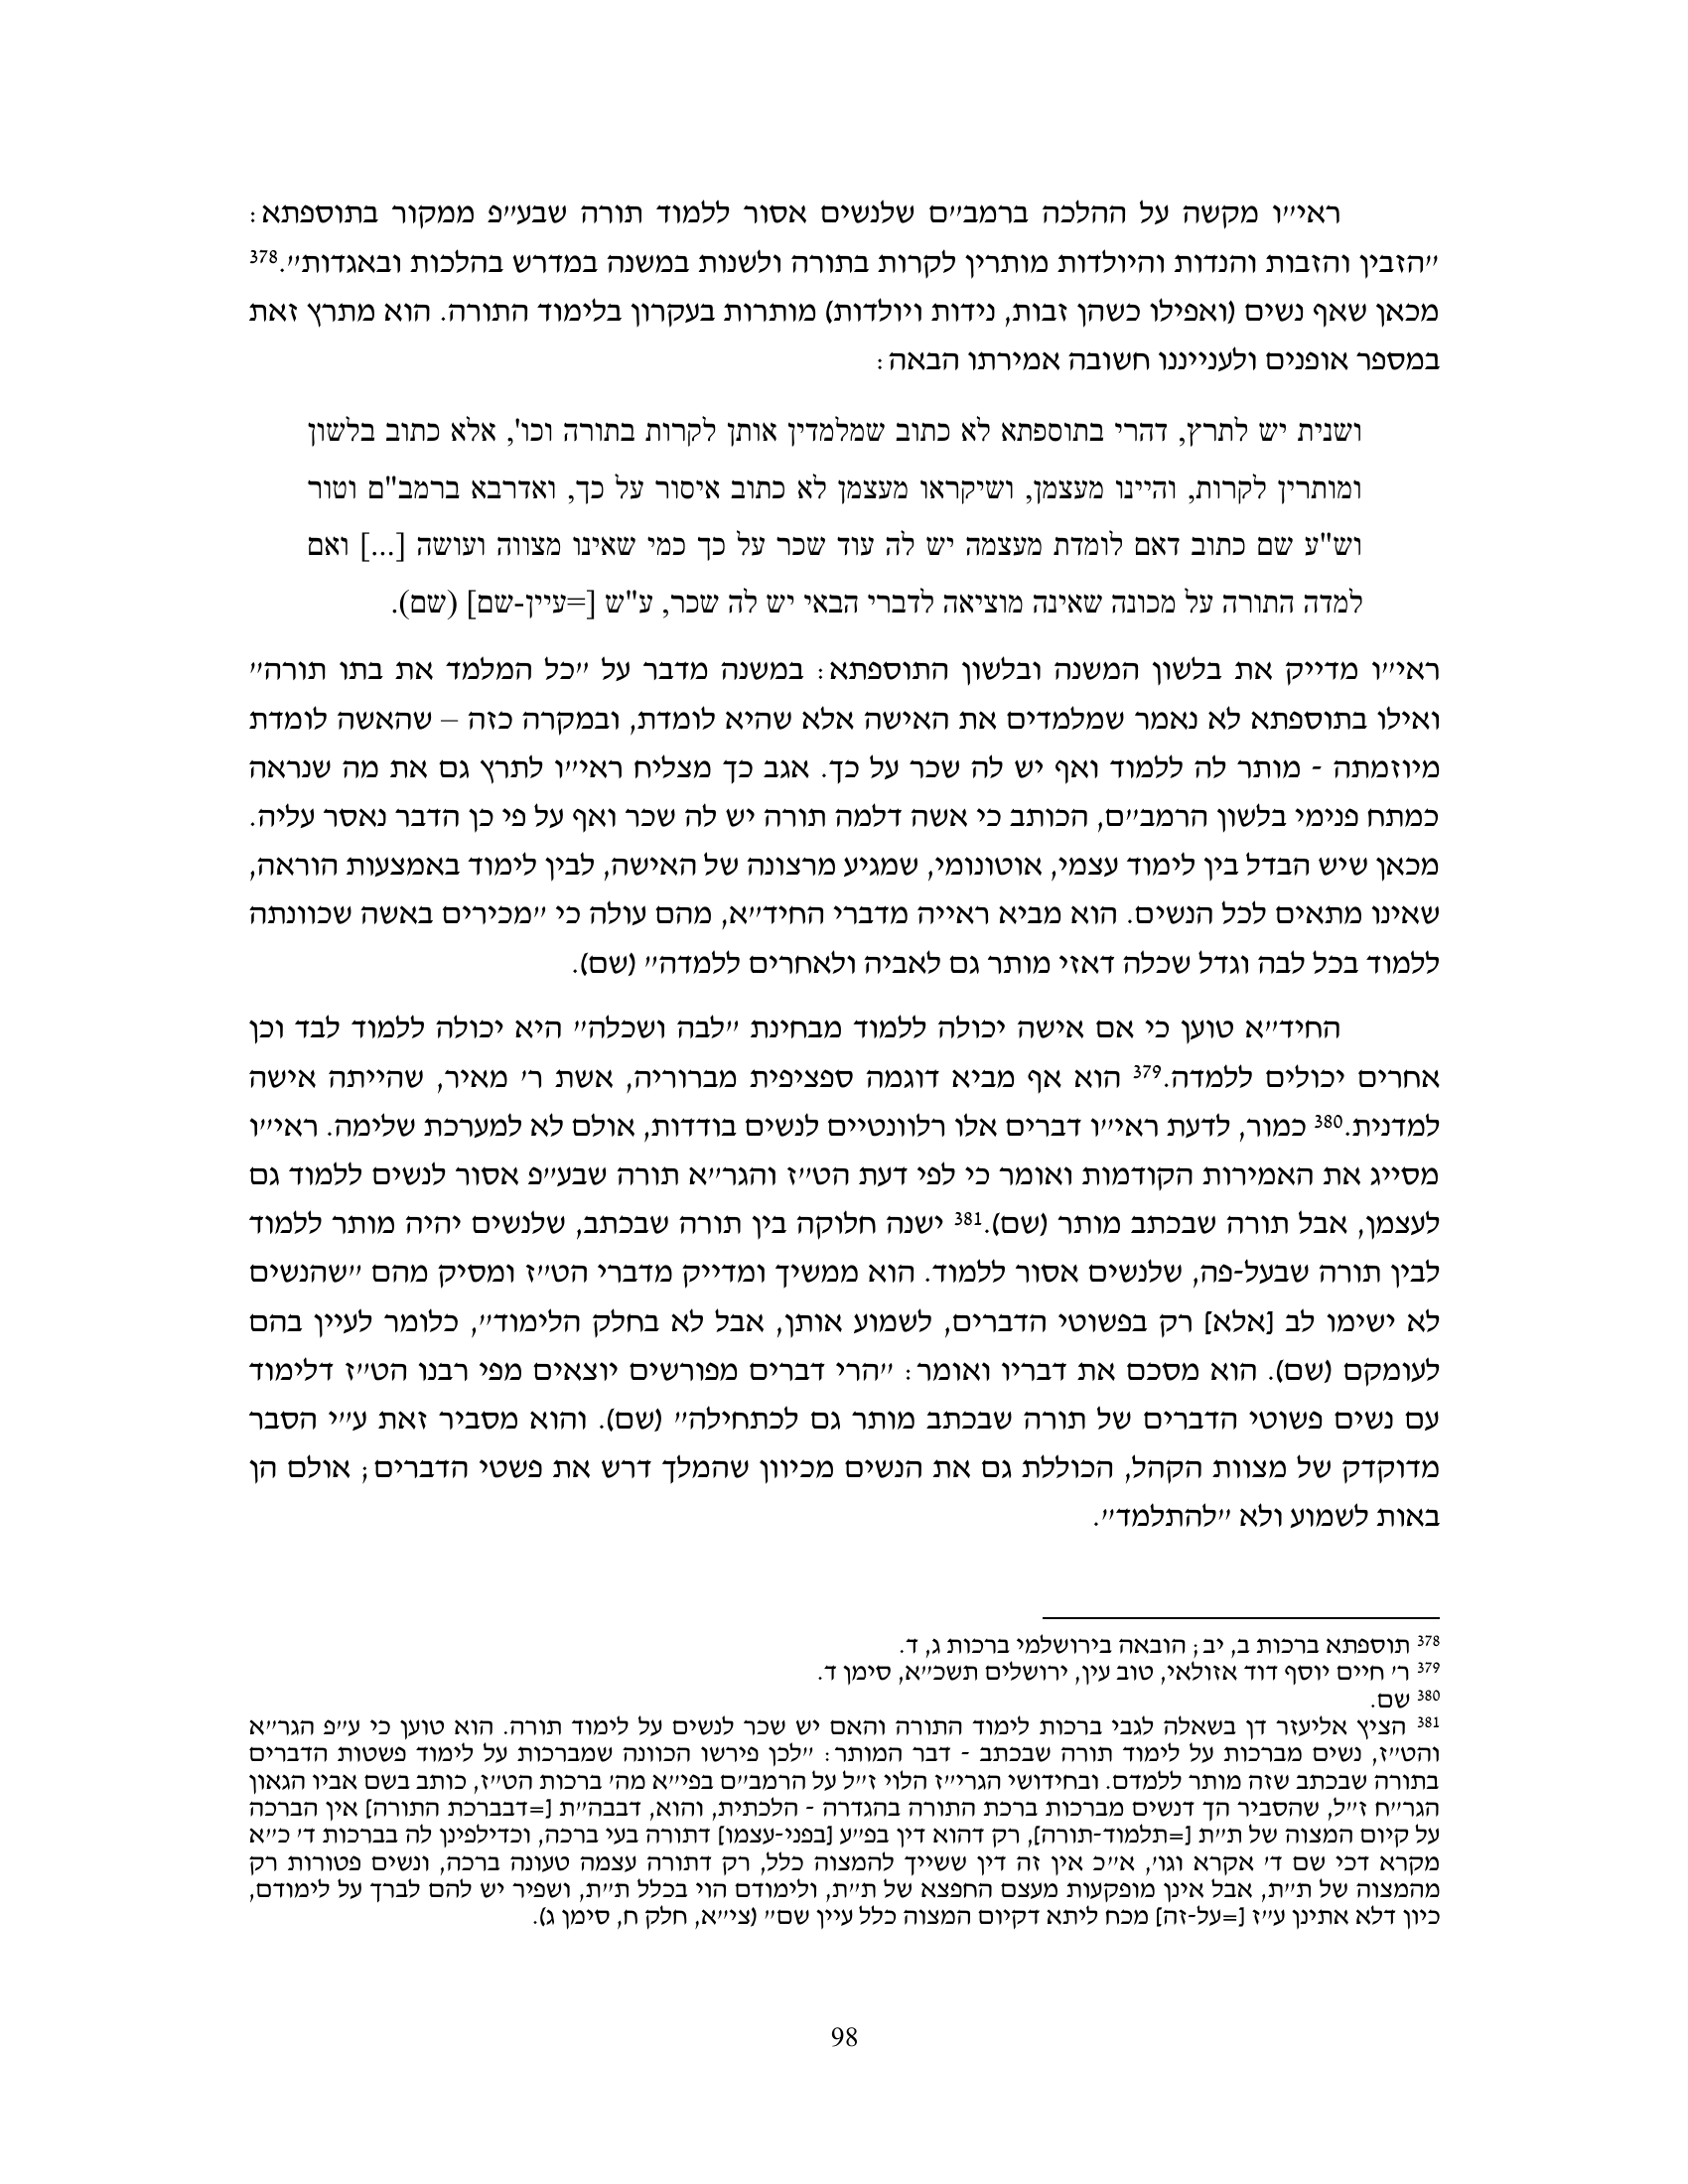 ראי״ו מקשה על ההלכה ברמב״ם שלנשים אסור ללמוד תורה שבע״פ ממקור בתוספתא:
״הזבין והזבות והנדות והיולדות מותרין לקרות בתורה ולשנות במשנה במדרש בהלכות ובאגדות״.378
מכאן שאף נשים (ואפילו כשהן זבות, נידות ויולדות) מותרות בעקרון בלימוד התורה. הוא מתרץ זאת
במספר אופנים ולענייננו חשובה אמירתו הבאה:
ושנית יש לתרץ, דהרי בתוספתא לא כתוב שמלמדין אותן לקרות בתורה וכו', אלא כתוב בלשון
ומותרין לקרות, והיינו מעצמן, ושיקראו מעצמן לא כתוב איסור על כך, ואדרבא ברמב"ם וטור
וש"ע שם כתוב דאם לומדת מעצמה יש לה עוד שכר על כך כמי שאינו מצווה ועושה [...] ואם
למדה התורה על מכונה שאינה מוציאה לדברי הבאי יש לה שכר, ע"ש [=עיין-שם] (שם).
ראי״ו מדייק את בלשון המשנה ובלשון התוספתא: במשנה מדבר על ״כל המלמד את בתו תורה״
ואילו בתוספתא לא נאמר שמלמדים את האישה אלא שהיא לומדת, ובמקרה כזה – שהאשה לומדת
מיוזמתה - מותר לה ללמוד ואף יש לה שכר על כך. אגב כך מצליח ראי״ו לתרץ גם את מה שנראה
כמתח פנימי בלשון הרמב״ם, הכותב כי אשה דלמה תורה יש לה שכר ואף על פי כן הדבר נאסר עליה.
מכאן שיש הבדל בין לימוד עצמי, אוטונומי, שמגיע מרצונה של האישה, לבין לימוד באמצעות הוראה,
שאינו מתאים לכל הנשים. הוא מביא ראייה מדברי החיד״א, מהם עולה כי ״מכירים באשה שכוונתה
ללמוד בכל לבה וגדל שכלה דאזי מותר גם לאביה ולאחרים ללמדה״ (שם).
החיד״א טוען כי אם אישה יכולה ללמוד מבחינת ״לבה ושכלה״ היא יכולה ללמוד לבד וכן
אחרים יכולים ללמדה.379 הוא אף מביא דוגמה ספציפית מברוריה, אשת ר׳ מאיר, שהייתה אישה
למדנית.380 כמור, לדעת ראי״ו דברים אלו רלוונטיים לנשים בודדות, אולם לא למערכת שלימה. ראי״ו
מסייג את האמירות הקודמות ואומר כי לפי דעת הט״ז והגר״א תורה שבע״פ אסור לנשים ללמוד גם
לעצמן, אבל תורה שבכתב מותר (שם).381 ישנה חלוקה בין תורה שבכתב, שלנשים יהיה מותר ללמוד
לבין תורה שבעל-פה, שלנשים אסור ללמוד. הוא ממשיך ומדייק מדברי הט״ז ומסיק מהם ״שהנשים
לא ישימו לב [אלא] רק בפשוטי הדברים, לשמוע אותן, אבל לא בחלק הלימוד״, כלומר לעיין בהם
לעומקם (שם). הוא מסכם את דבריו ואומר: ״הרי דברים מפורשים יוצאים מפי רבנו הט״ז דלימוד
עם נשים פשוטי הדברים של תורה שבכתב מותר גם לכתחילה״ (שם). והוא מסביר זאת ע״י הסבר
מדוקדק של מצוות הקהל, הכוללת גם את הנשים מכיוון שהמלך דרש את פשטי הדברים; אולם הן
באות לשמוע ולא ״להתלמד״.
378 תוספתא ברכות ב, יב; הובאה בירושלמי ברכות ג, ד.
379 ר׳ חיים יוסף דוד אזולאי, טוב עין, ירושלים תשכ״א, סימן ד.
380 שם.
381 הציץ אליעזר דן בשאלה לגבי ברכות לימוד התורה והאם יש שכר לנשים על לימוד תורה. הוא טוען כי ע״פ הגר״א
והט״ז, נשים מברכות על לימוד תורה שבכתב - דבר המותר: ״לכן פירשו הכוונה שמברכות על לימוד פשטות הדברים
בתורה שבכתב שזה מותר ללמדם. ובחידושי הגרי״ז הלוי ז״ל על הרמב״ם בפי״א מה׳ ברכות הט״ז, כותב בשם אביו הגאון
הגר״ח ז״ל, שהסביר הך דנשים מברכות ברכת התורה בהגדרה - הלכתית, והוא, דבבה״ת [=דבברכת התורה] אין הברכה
על קיום המצוה של ת״ת [=תלמוד-תורה], רק דהוא דין בפ״ע [בפני-עצמו] דתורה בעי ברכה, וכדילפינן לה בברכות ד׳ כ״א
מקרא דכי שם ד׳ אקרא וגו׳, א״כ אין זה דין ששייך להמצוה כלל, רק דתורה עצמה טעונה ברכה, ונשים פטורות רק
מהמצוה של ת״ת, אבל אינן מופקעות מעצם החפצא של ת״ת, ולימודם הוי בכלל ת״ת, ושפיר יש להם לברך על לימודם,
כיון דלא אתינן ע״ז [=על-זה] מכח ליתא דקיום המצוה כלל עיין שם״ (צי״א, חלק ח, סימן ג).
98